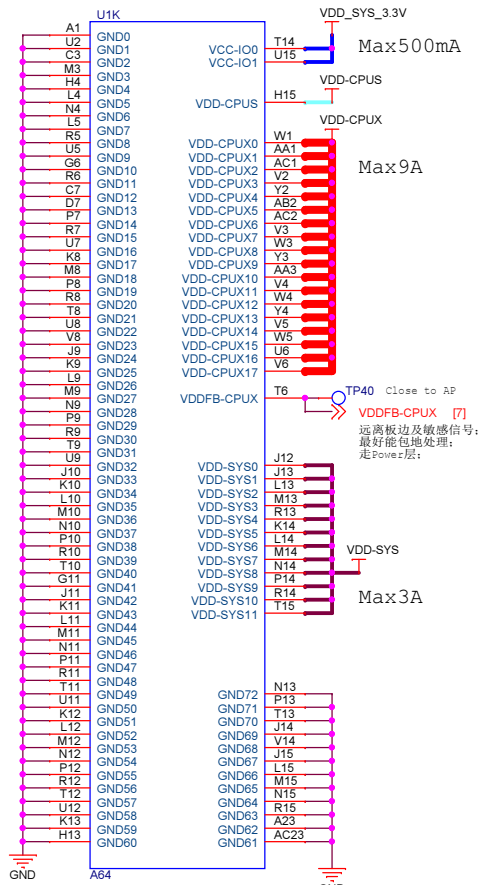 U1K
VDD_SYS_3.3V
A1 GND0
U2 GND1 VCC-IO0 T14 Max500mA
C3 GND2 VCC-IO1 U15
M3 GND3
H4 GND4 VDD-CPUS
L4 GND5 VDD-CPUS H15
N4 GND6
L5 GND7 VDD-CPUX
R5 GND8 VDD-CPUX0 W1
U5 GND9 VDD-CPUX1 AA1
G6 GND10 VDD-CPUX2 AC1 Max9A
R6 GND11 VDD-CPUX3 V2
C7 GND12 VDD-CPUX4 Y2
D7 GND13 VDD-CPUX5 AB2
P7 GND14 VDD-CPUX6 AC2
R7 GND15 VDD-CPUX7 V3
U7 GND16 VDD-CPUX8 W3
K8 GND17 VDD-CPUX9 Y3
M8 GND18 VDD-CPUX10 AA3
P8 GND19 VDD-CPUX11 V4
R8 GND20 VDD-CPUX12 W4
T8 GND21 VDD-CPUX13 Y4
U8 GND22 VDD-CPUX14 V5
V8 GND23 VDD-CPUX15 W5
J9 GND24 VDD-CPUX16 U6
K9 GND25 VDD-CPUX17 V6
L9 GND26
M9 GND27 VDDFB-CPUX T6 TP40 Close to AP
N9 GND28 VDDFB-CPUX [7]
P9 GND29 远离板边及敏感信号;
R9 GND30 最好能包地处理;
T9 GND31 走Power层;
U9 GND32 VDD-SYS0 J12
J10 GND33 VDD-SYS1 J13
K10 GND34 VDD-SYS2 L13
L10 GND35 VDD-SYS3 M13
M10 GND36 VDD-SYS4 R13
N10 GND37 VDD-SYS5 K14
P10 GND38 VDD-SYS6 L14
R10 GND39 VDD-SYS7 M14 VDD-SYS
T10 GND40 VDD-SYS8 N14
G11 GND41 VDD-SYS9 P14
J11 GND42 VDD-SYS10 R14 Max3A
K11 GND43 VDD-SYS11 T15
L11 GND44
M11 GND45
N11 GND46
P11 GND47
R11 GND48
T11 GND49 GND72 N13
U11 GND50 GND71 P13
K12 GND51 GND70 T13
L12 GND52 GND69 J14
M12 GND53 GND68 V14
N12 GND54 GND67 J15
P12 GND55 GND66 L15
R12 GND56 GND65 M15
T12 GND57 GND64 N15
U12 GND58 GND63 R15
K13 GND59 GND62 A23
H13 GND60 GND61 AC23
GND A64